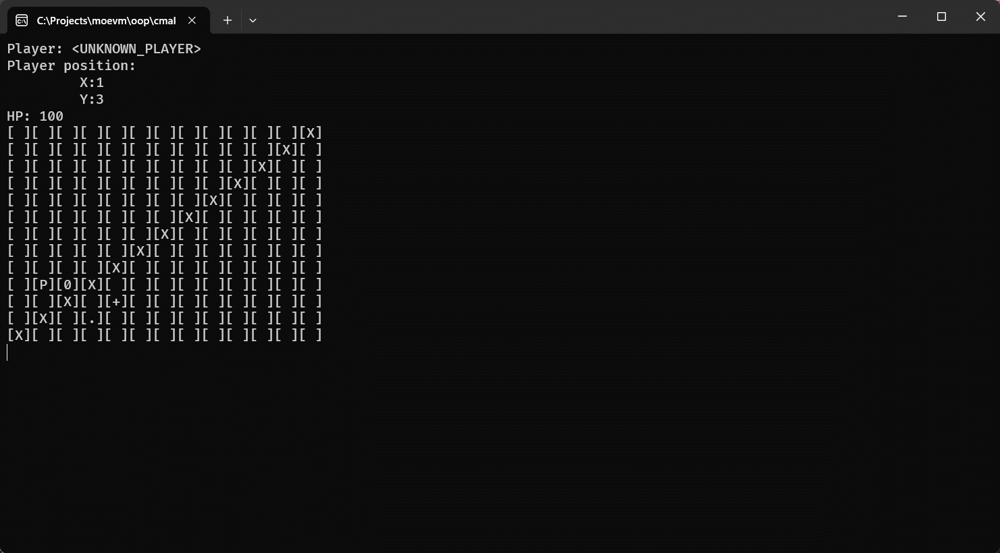 C:\Projects\moevm\oop\cmal
Player: <UNKNOWN_PLAYER>
Player position:
         X:1
         Y:3
HP: 100
[ ][ ][ ][ ][ ][ ][ ][ ][ ][ ][ ][ ][X]
[ ][ ][ ][ ][ ][ ][ ][ ][ ][ ][ ][X][ ]
[ ][ ][ ][ ][ ][ ][ ][ ][ ][ ][X][ ][ ]
[ ][ ][ ][ ][ ][ ][ ][ ][ ][X][ ][ ][ ]
[ ][ ][ ][ ][ ][ ][ ][ ][X][ ][ ][ ][ ]
[ ][ ][ ][ ][ ][ ][ ][X][ ][ ][ ][ ][ ]
[ ][ ][ ][ ][ ][ ][X][ ][ ][ ][ ][ ][ ]
[ ][ ][ ][ ][ ][X][ ][ ][ ][ ][ ][ ][ ]
[ ][ ][ ][ ][X][ ][ ][ ][ ][ ][ ][ ][ ]
[ ][P][0][X][ ][ ][ ][ ][ ][ ][ ][ ][ ]
[ ][ ][X][ ][+][ ][ ][ ][ ][ ][ ][ ][ ]
[ ][X][ ][.][ ][ ][ ][ ][ ][ ][ ][ ][ ]
[X][ ][ ][ ][ ][ ][ ][ ][ ][ ][ ][ ][ ]